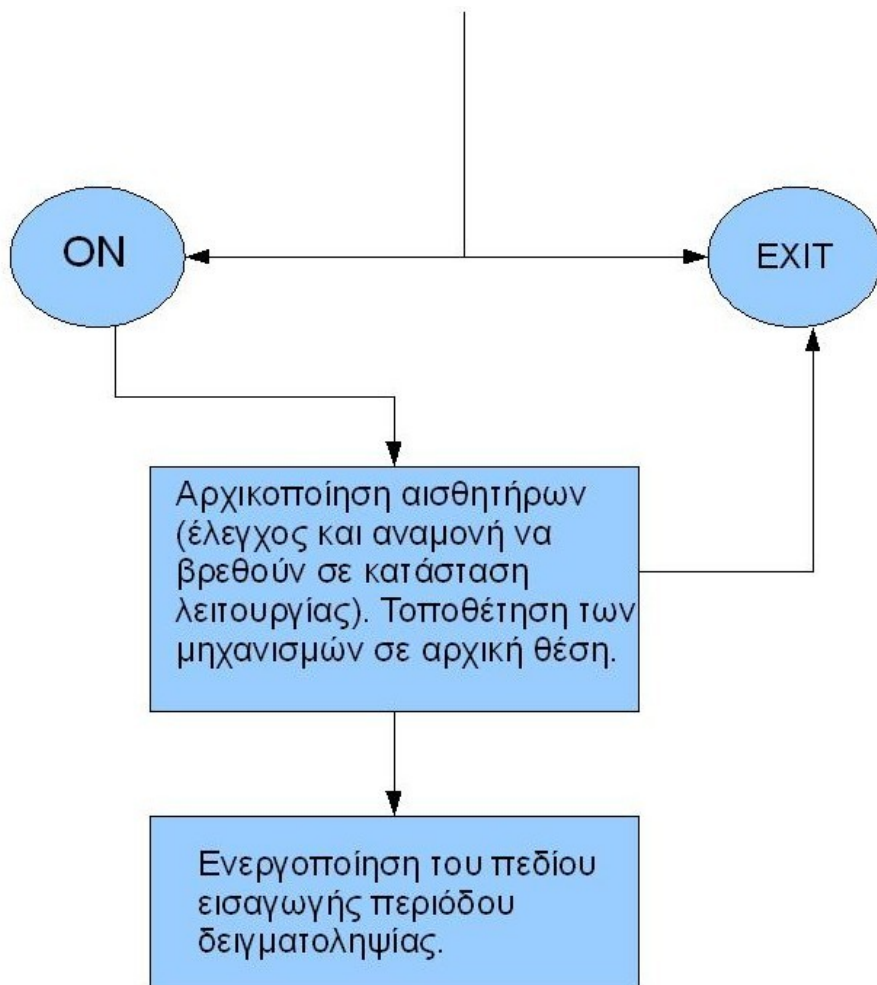 ON
EXIT
Αρχικοποίηση αισθητήρων
(έλεγχος και αναμονή να
βρεθούν σε κατάσταση
λειτουργίας). Τοποθέτηση των
μηχανισμών σε αρχική θέση.
Ενεργοποίηση του πεδίου
εισαγωγής περιόδου
δειγματοληψίας.